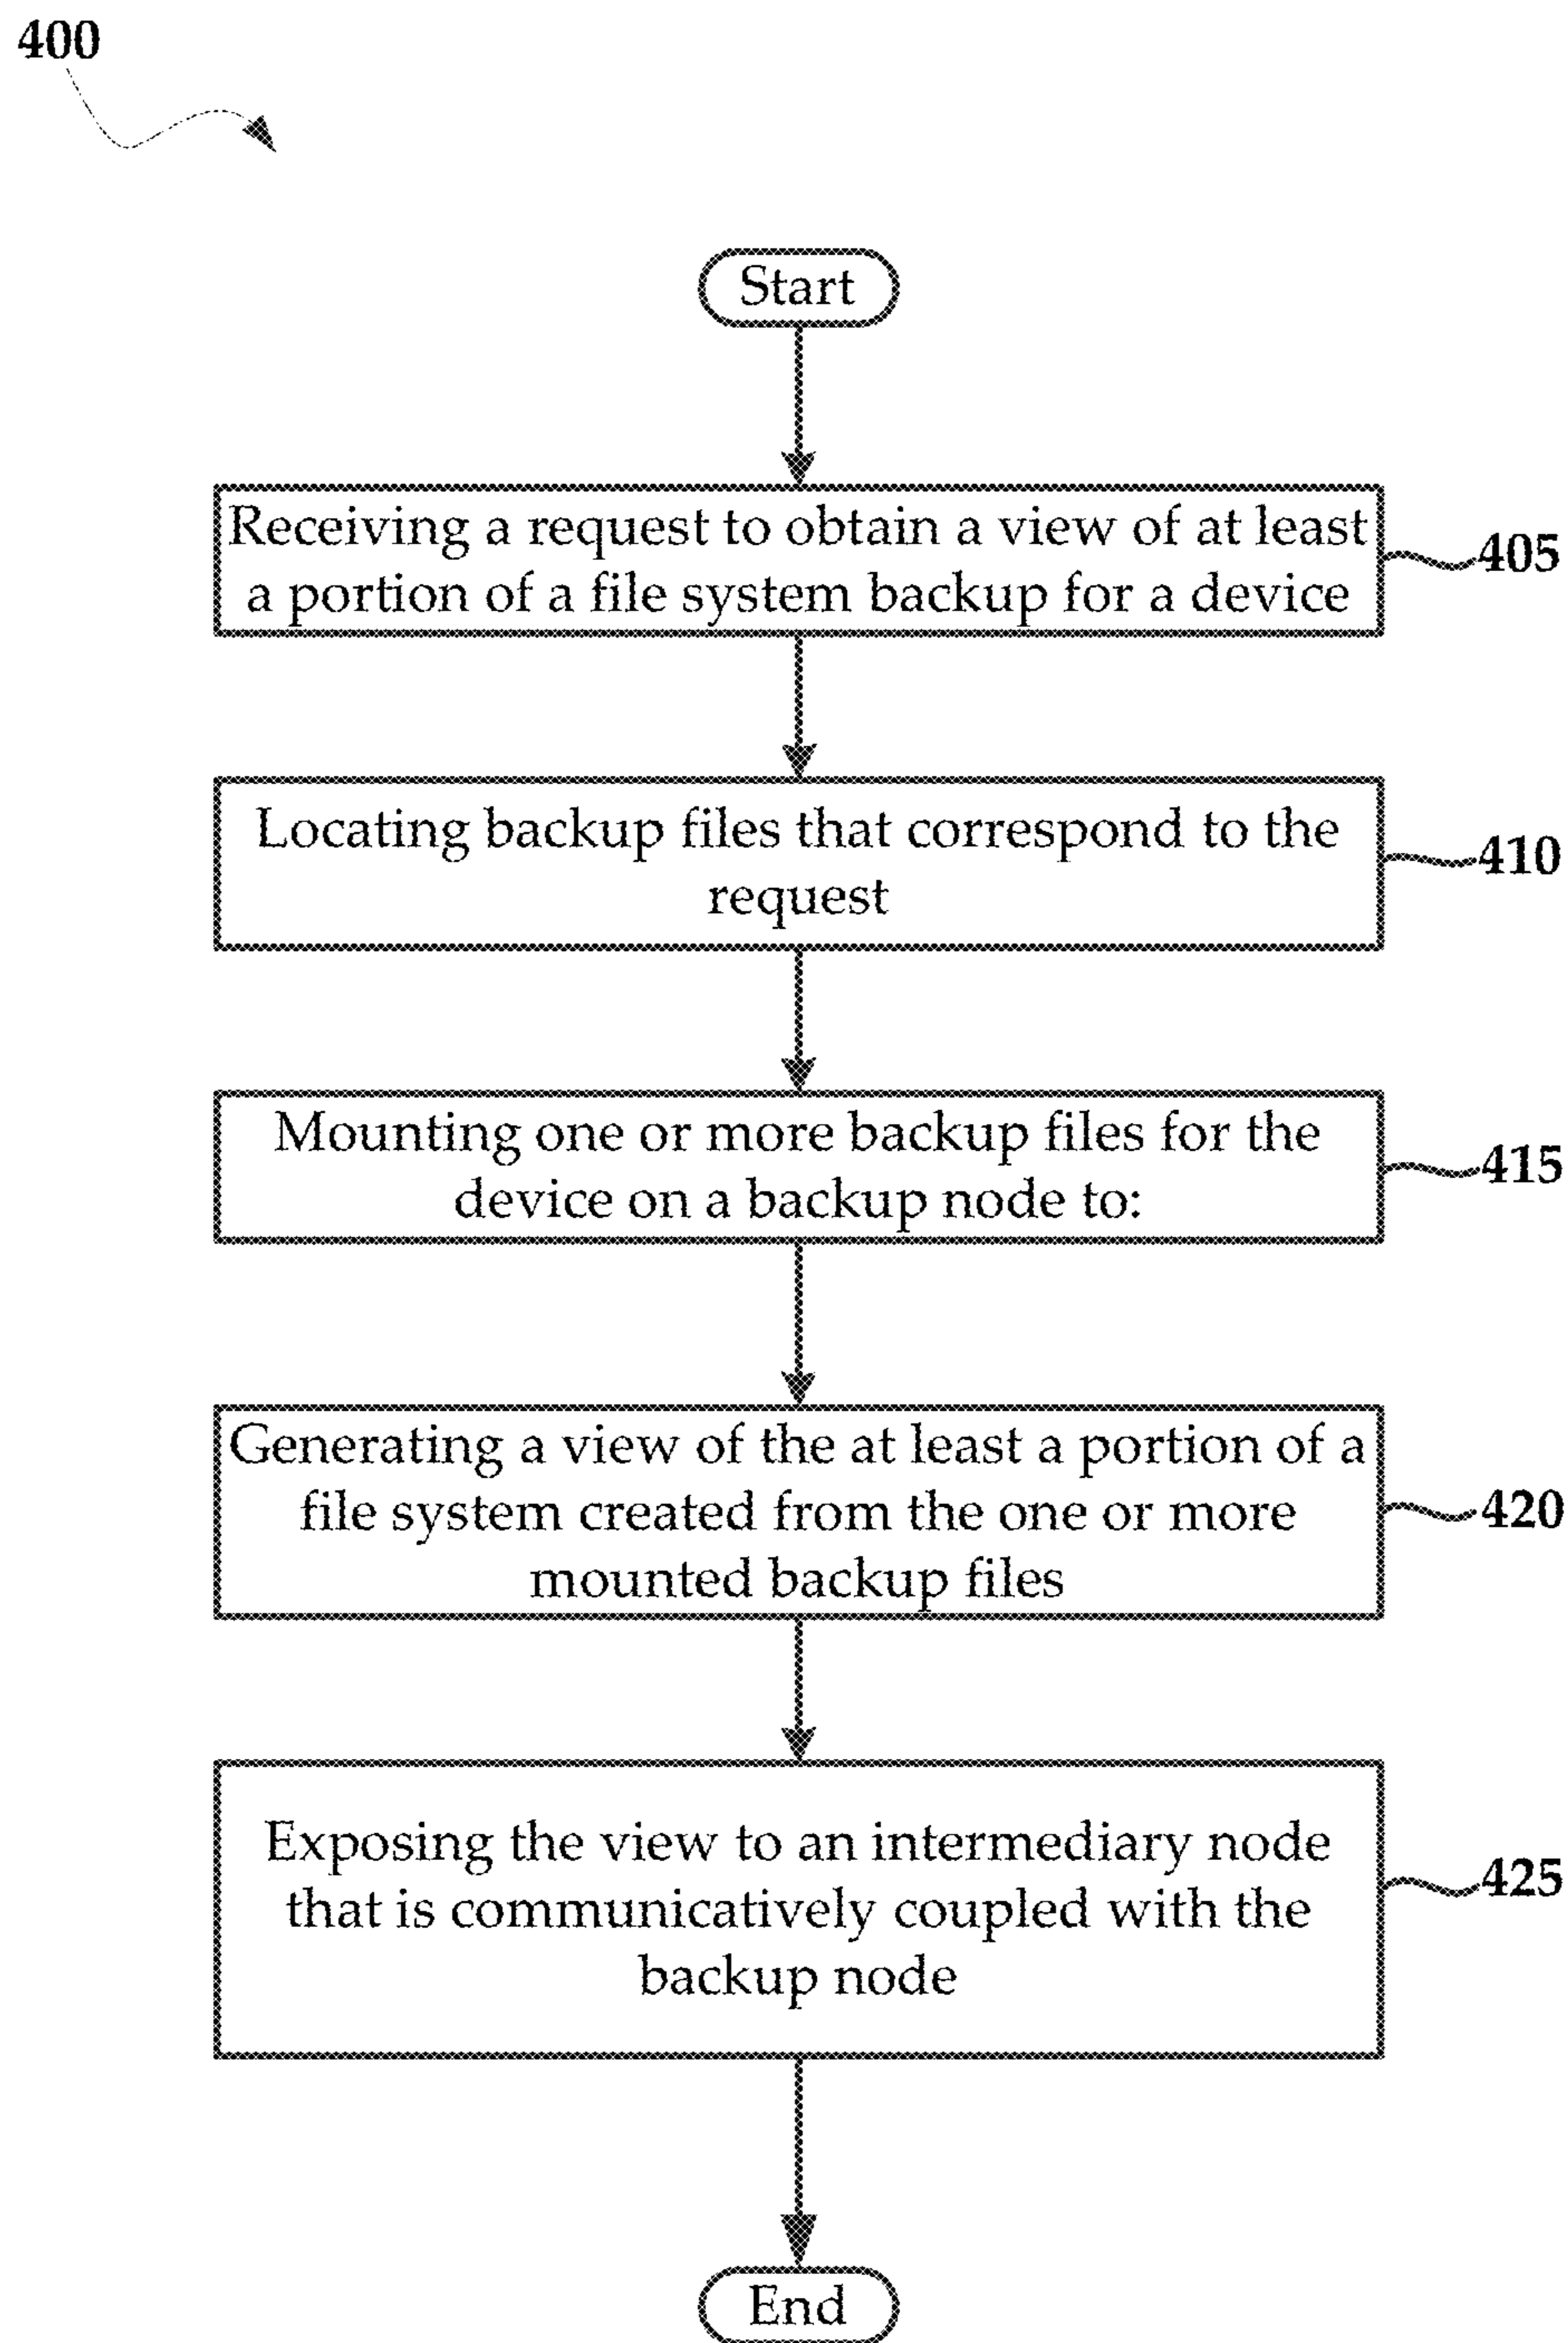 400
Start
Receiving a request to obtain a view of at least
a portion of a file system backup for a device
405
Locating backup files that correspond to the
request
410
Mounting one or more backup files for the
device on a backup node to:
415
Generating a view of the at least a portion of a
file system created from the one or more
mounted backup files
420
Exposing the view to an intermediary node
that is communicatively coupled with the
backup node
425
End